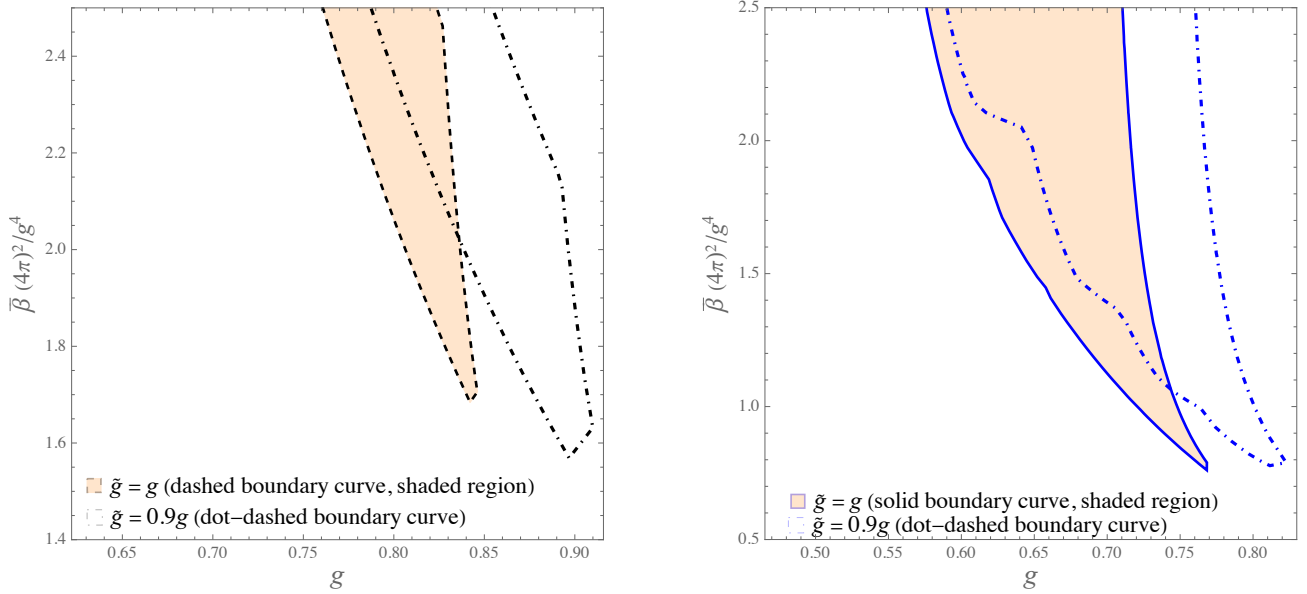 2.4
2.2
2.0
1.8
1.6
1.4
β̅ (4π)²/g⁴
g̃ = g (dashed boundary curve, shaded region)
g̃ = 0.9g (dot–dashed boundary curve)
0.65 0.70 0.75 0.80 0.85 0.90
g
2.5
2.0
1.5
1.0
0.5
β̅ (4π)²/g⁴
g̃ = g (solid boundary curve, shaded region)
g̃ = 0.9g (dot–dashed boundary curve)
0.50 0.55 0.60 0.65 0.70 0.75 0.80
g